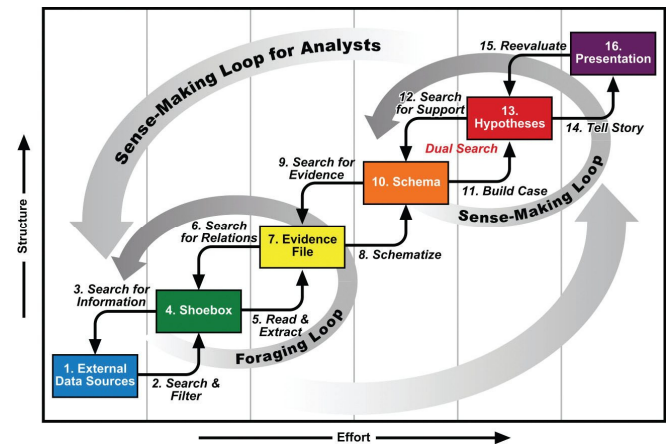 Sense-Making Loop for Analysts
15. Reevaluate
16.
Presentation
12. Search
for Support
13.
Hypotheses
14. Tell Story
Dual Search
9. Search for
Evidence
10. Schema
11. Build Case
Sense-Making Loop
6. Search
for Relations
7. Evidence
File
8. Schematize
3. Search for
Information
4. Shoebox
5. Read &
Extract
Foraging Loop
1. External
Data Sources
2. Search &
Filter
Structure
Effort